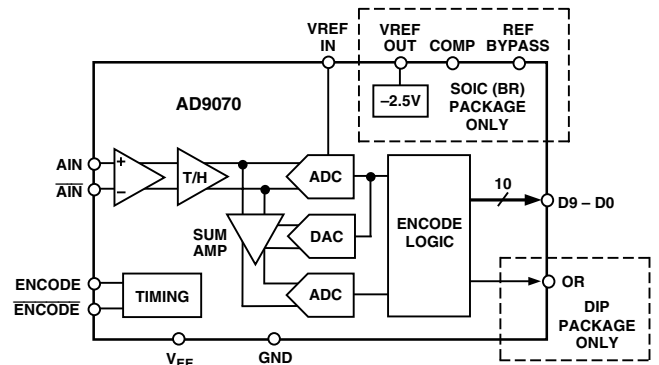 VREF
IN
VREF
OUT
COMP
REF
BYPASS
–2.5V
SOIC (BR)
PACKAGE
ONLY
AD9070
AIN
AIN
+
–
T/H
ADC
SUM
AMP
DAC
ADC
ENCODE
LOGIC
10
D9 – D0
OR
DIP
PACKAGE
ONLY
ENCODE
ENCODE
TIMING
VEE
GND